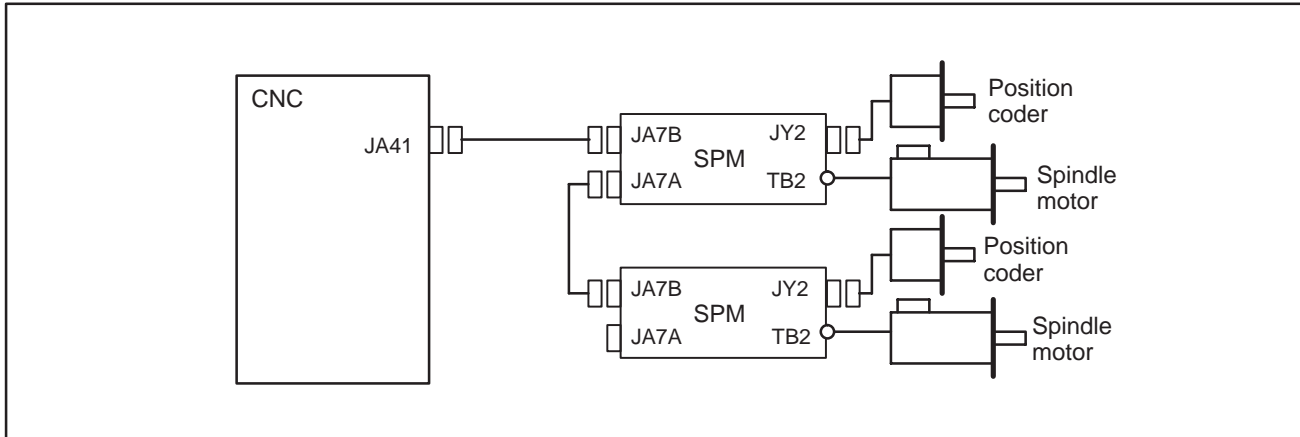 CNC
JA41
JA7B
JY2
SPM
JA7A
TB2
Position
coder
Spindle
motor
JA7B
JY2
SPM
JA7A
TB2
Position
coder
Spindle
motor